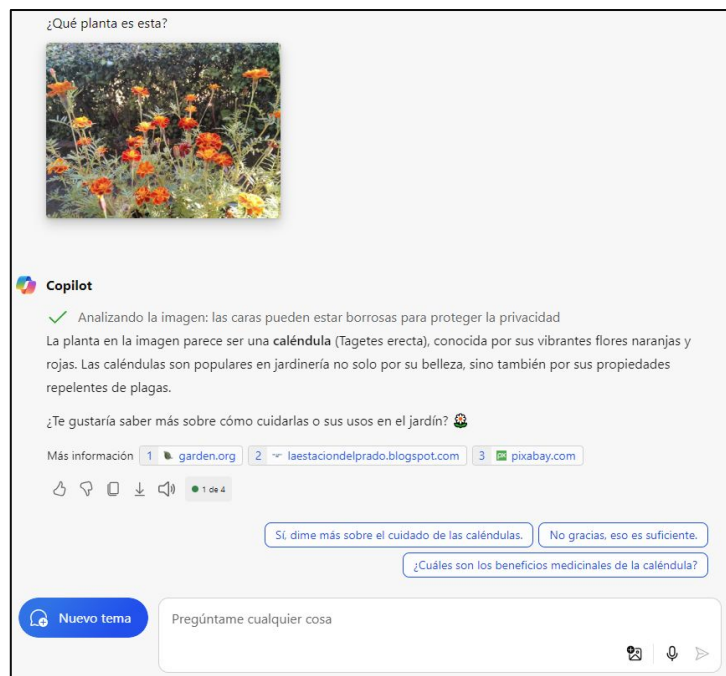 ¿Qué planta es esta?
Copilot
Analizando la imagen: las caras pueden estar borrosas para proteger la privacidad
La planta en la imagen parece ser una caléndula (Tagetes erecta), conocida por sus vibrantes flores naranjas y
rojas. Las caléndulas son populares en jardinería no solo por su belleza, sino también por sus propiedades
repelentes de plagas.
¿Te gustaría saber más sobre cómo cuidarlas o sus usos en el jardín?
Más información 1 garden.org 2 laestaciondelprado.blogspot.com 3 pixabay.com
1 de 4
Sí, dime más sobre el cuidado de las caléndulas. No gracias, eso es suficiente.
¿Cuáles son los beneficios medicinales de la caléndula?
Nuevo tema
Pregúntame cualquier cosa